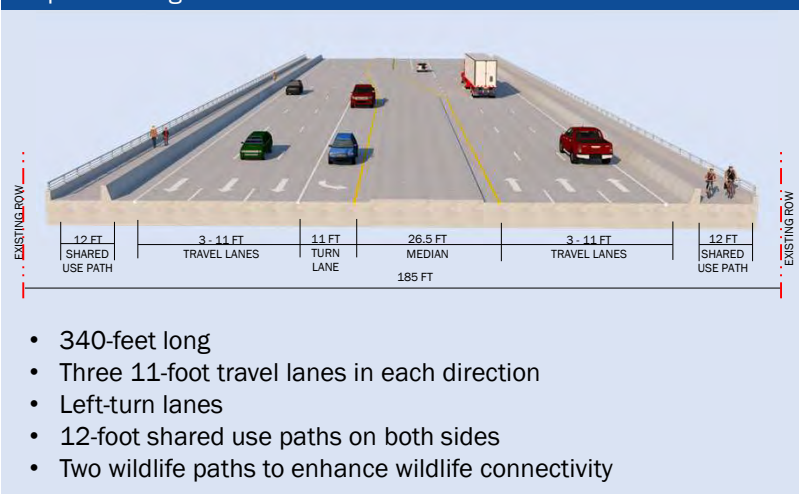 EXISTING ROW
EXISTING ROW
12 FT
SHARED
USE PATH
3 - 11 FT
TRAVEL LANES
11 FT
TURN
LANE
26.5 FT
MEDIAN
3 - 11 FT
TRAVEL LANES
12 FT
SHARED
USE PATH
185 FT
• 340-feet long
• Three 11-foot travel lanes in each direction
• Left-turn lanes
• 12-foot shared use paths on both sides
• Two wildlife paths to enhance wildlife connectivity